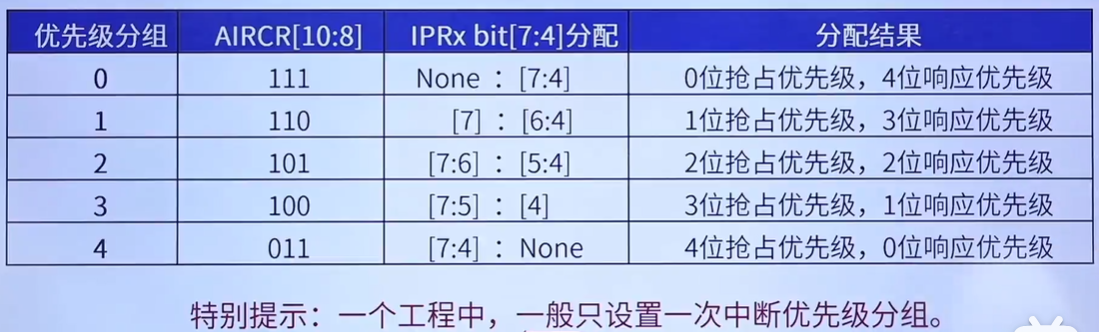 优先级分组 AIRCR[10:8] IPRx bit[7:4]分配 分配结果
0 111 None : [7:4] 0位抢占优先级，4位响应优先级
1 110 [7] : [6:4] 1位抢占优先级，3位响应优先级
2 101 [7:6] : [5:4] 2位抢占优先级，2位响应优先级
3 100 [7:5] : [4] 3位抢占优先级，1位响应优先级
4 011 [7:4] : None 4位抢占优先级，0位响应优先级
特别提示：一个工程中，一般只设置一次中断优先级分组。